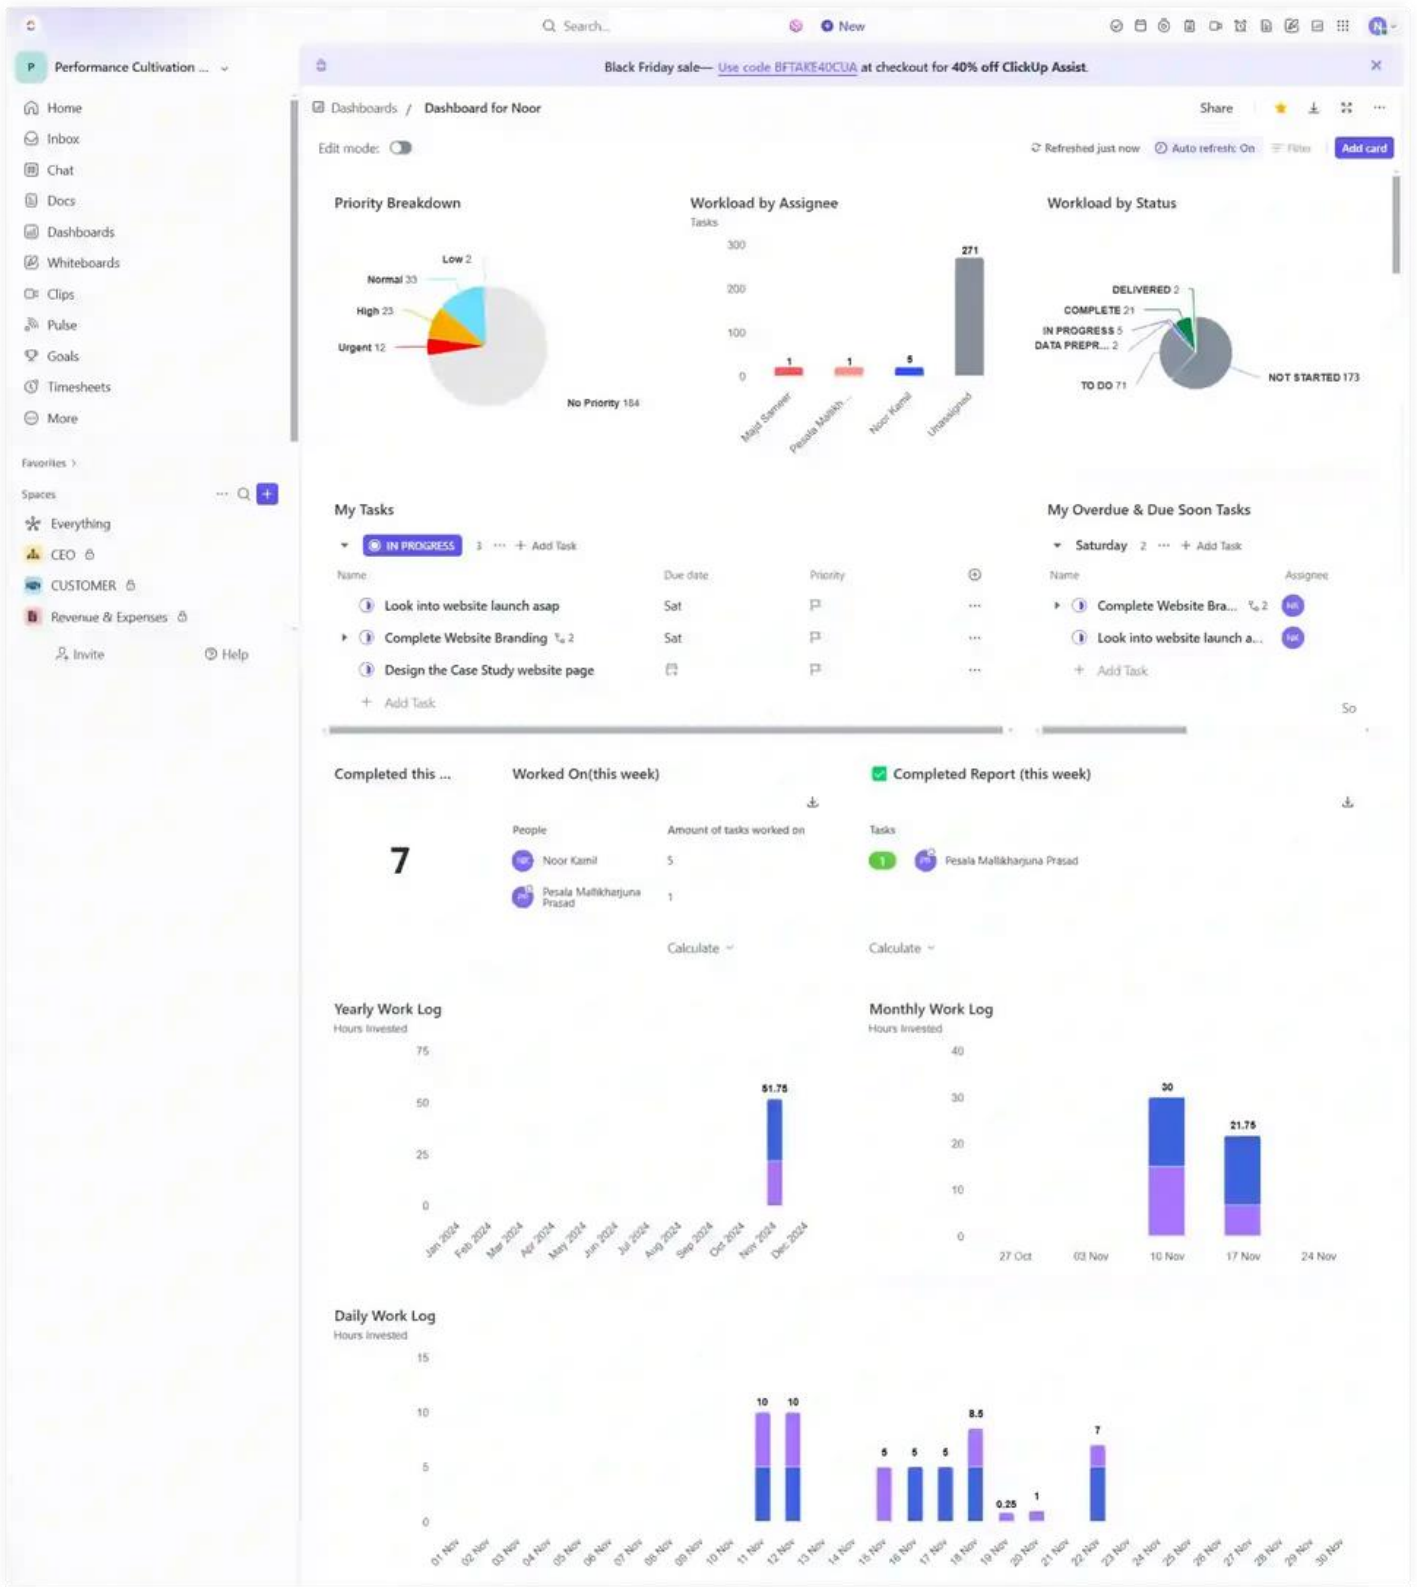 Search...
New
P Performance Cultivation ...
Black Friday sale— Use code BFTAKE40CUA at checkout for 40% off ClickUp Assist.
Home
Inbox
Chat
Docs
Dashboards
Whiteboards
Clips
Pulse
Goals
Timesheets
More
Favorites
Spaces
Everything
CEO
CUSTOMER
Revenue & Expenses
Invite Help
Dashboards / Dashboard for Noor
Share
Edit mode:
Refreshed just now Auto refresh: On Filter Add card
Priority Breakdown
Low 2
Normal 33
High 23
Urgent 12
No Priority 184
Workload by Assignee
Tasks
300
200
100
0
1 1 5 271
Majd Sameer Pesala Mallikh... Noor Kamil Unassigned
Workload by Status
DELIVERED 2
COMPLETE 21
IN PROGRESS 5
DATA PREPR... 2
TO DO 71
NOT STARTED 173
My Tasks
IN PROGRESS 3 ... + Add Task
Name Due date Priority
Look into website launch asap Sat
Complete Website Branding 2 Sat
Design the Case Study website page
+ Add Task
My Overdue & Due Soon Tasks
Saturday 2 ... + Add Task
Name Assignee
Complete Website Bra... 2 NK
Look into website launch a... NK
+ Add Task
So
Completed this ...
7
Worked On(this week)
People Amount of tasks worked on
NK Noor Kamil 5
Pesala Mallikharjuna
Prasad 1
Calculate
Completed Report (this week)
Tasks
1 Pesala Mallikharjuna Prasad
Calculate
Yearly Work Log
Hours Invested
75
50
25
0
51.75
Jan 2024 Feb 2024 Mar 2024 Apr 2024 May 2024 Jun 2024 Jul 2024 Aug 2024 Sep 2024 Oct 2024 Nov 2024 Dec 2024
Monthly Work Log
Hours Invested
40
30
20
10
0
30 21.75
27 Oct 03 Nov 10 Nov 17 Nov 24 Nov
Daily Work Log
Hours Invested
15
10
5
0
10 10 5 5 5 8.5 0.25 1 7
01 Nov 02 Nov 03 Nov 04 Nov 05 Nov 06 Nov 07 Nov 08 Nov 09 Nov 10 Nov 11 Nov 12 Nov 13 Nov 14 Nov 15 Nov 16 Nov 17 Nov 18 Nov 19 Nov 20 Nov 21 Nov 22 Nov 23 Nov 24 Nov 25 Nov 26 Nov 27 Nov 28 Nov 29 Nov 30 Nov